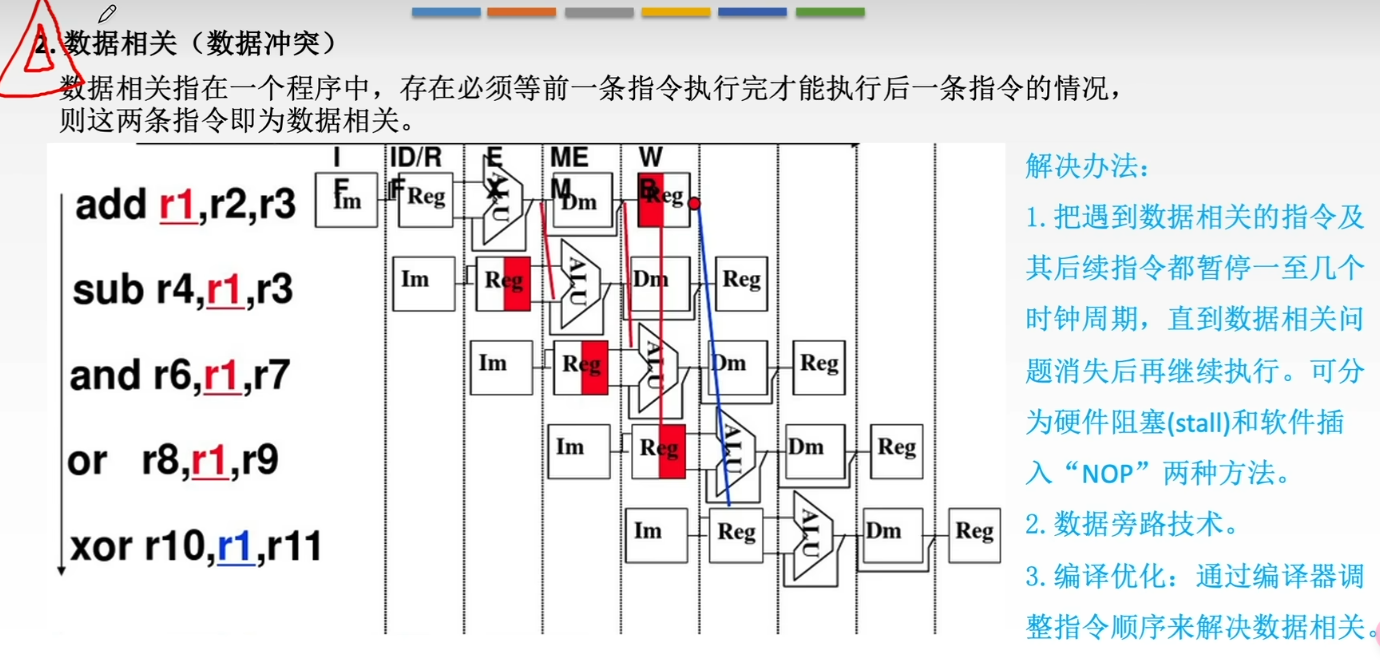 2. 数据相关（数据冲突）
数据相关指在一个程序中，存在必须等前一条指令执行完才能执行后一条指令的情况，
则这两条指令即为数据相关。
IF ID/RF EX MEM WB
add r1,r2,r3 Im Reg ALU Dm Reg
sub r4,r1,r3 Im Reg ALU Dm Reg
and r6,r1,r7 Im Reg ALU Dm Reg
or r8,r1,r9 Im Reg ALU Dm Reg
xor r10,r1,r11 Im Reg ALU Dm Reg
解决办法：
1.把遇到数据相关的指令及
其后续指令都暂停一至几个
时钟周期，直到数据相关问
题消失后再继续执行。可分
为硬件阻塞(stall)和软件插
入“NOP”两种方法。
2.数据旁路技术。
3.编译优化：通过编译器调
整指令顺序来解决数据相关。